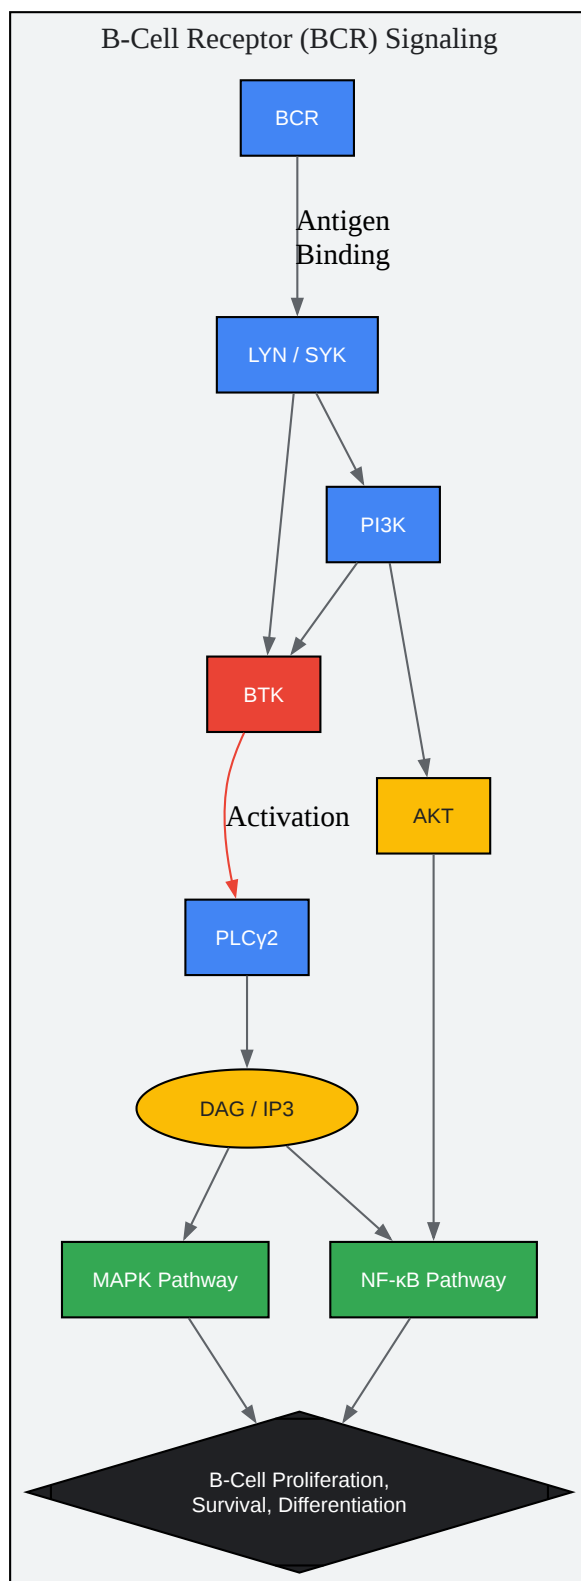 B-Cell Receptor (BCR) Signaling
BCR
Antigen
Binding
LYN / SYK
PI3K
BTK
AKT
Activation
PLCγ2
DAG / IP3
MAPK Pathway
NF-κB Pathway
B-Cell Proliferation,
Survival, Differentiation